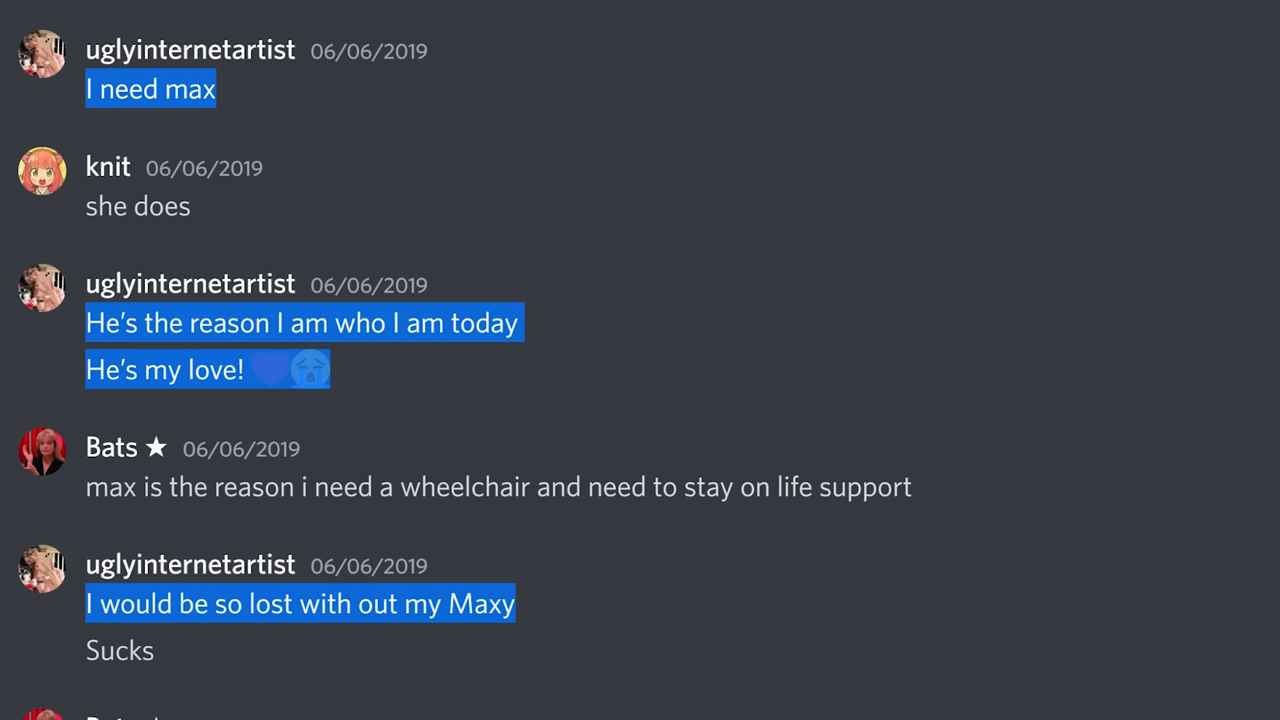 uglyinternetartist 06/06/2019
I need max
knit 06/06/2019
she does
uglyinternetartist 06/06/2019
He's the reason I am who I am today
He's my love! 💜😭
Bats ★ 06/06/2019
max is the reason i need a wheelchair and need to stay on life support
uglyinternetartist 06/06/2019
I would be so lost with out my Maxy
Sucks